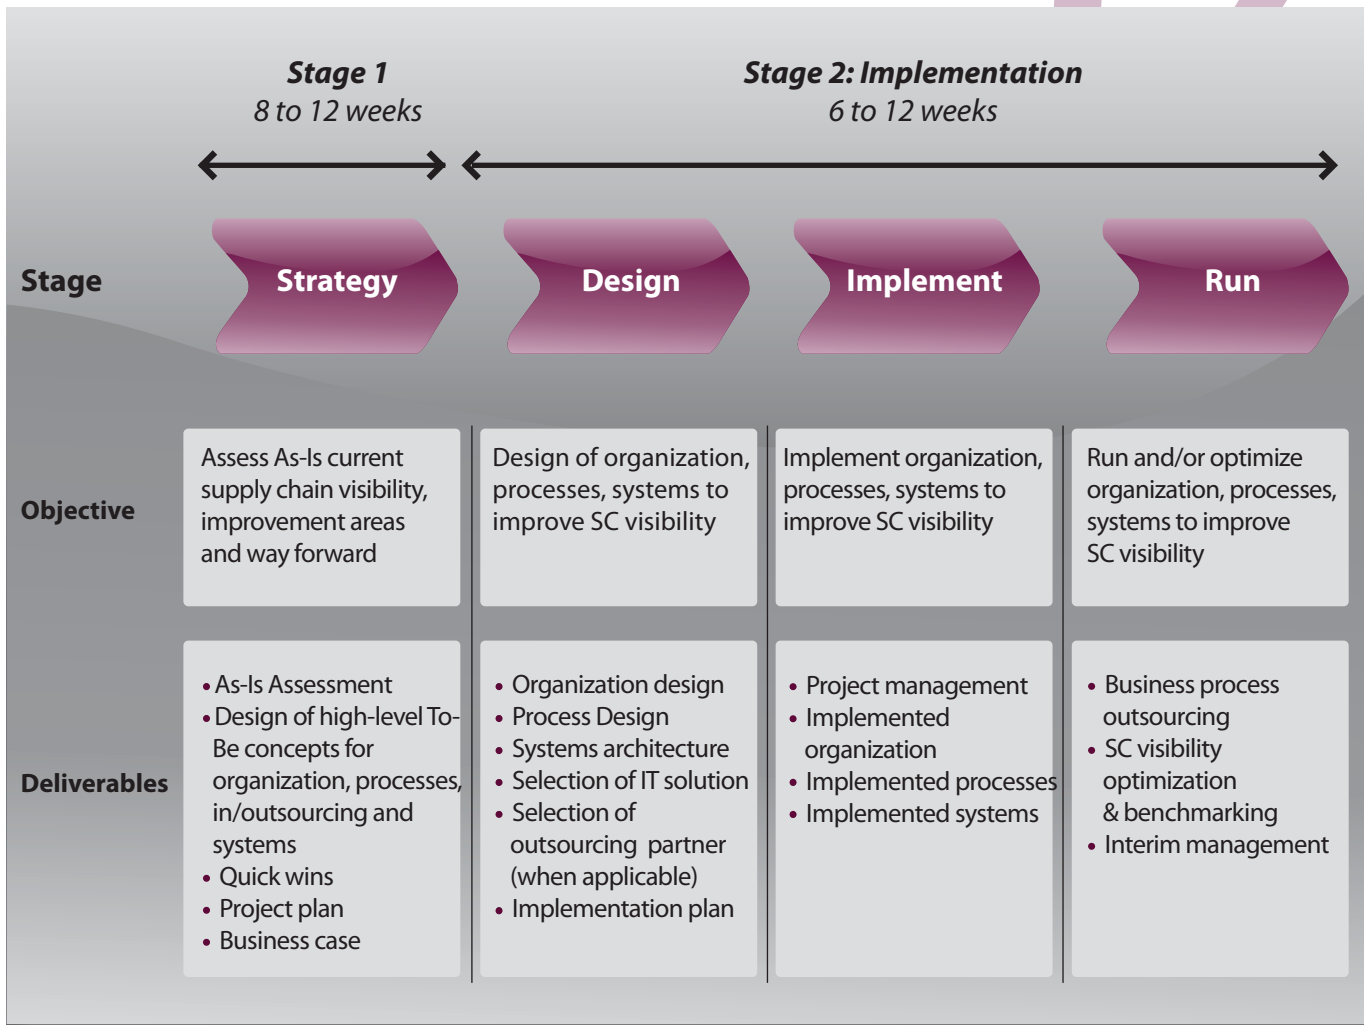 Stage 1
8 to 12 weeks
Stage 2: Implementation
6 to 12 weeks
Stage
Strategy
Design
Implement
Run
Objective
Assess As-Is current
supply chain visibility,
improvement areas
and way forward
Design of organization,
processes, systems to
improve SC visibility
Implement organization,
processes, systems to
improve SC visibility
Run and/or optimize
organization, processes,
systems to improve
SC visibility
Deliverables
• As-Is Assessment
• Design of high-level To-
Be concepts for
organization, processes,
in/outsourcing and
systems
• Quick wins
• Project plan
• Business case
• Organization design
• Process Design
• Systems architecture
• Selection of IT solution
• Selection of
outsourcing partner
(when applicable)
• Implementation plan
• Project management
• Implemented
organization
• Implemented processes
• Implemented systems
• Business process
outsourcing
• SC visibility
optimization
& benchmarking
• Interim management